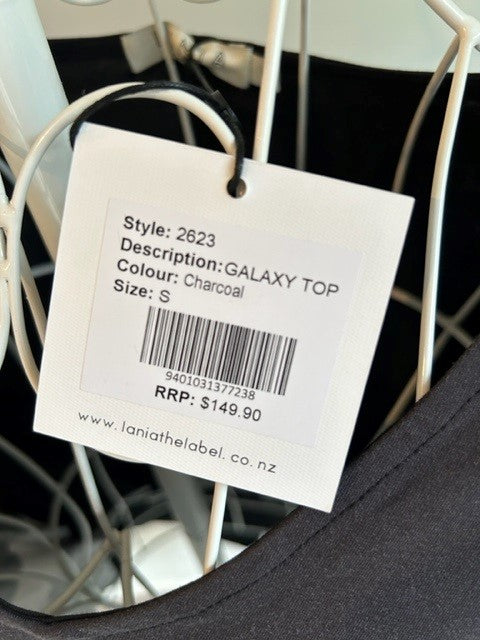 Style: 2623
Description:GALAXY TOP
Colour: Charcoal
Size: S
9401031377238
RRP: $149.90
www.laniathelabel.co.nz